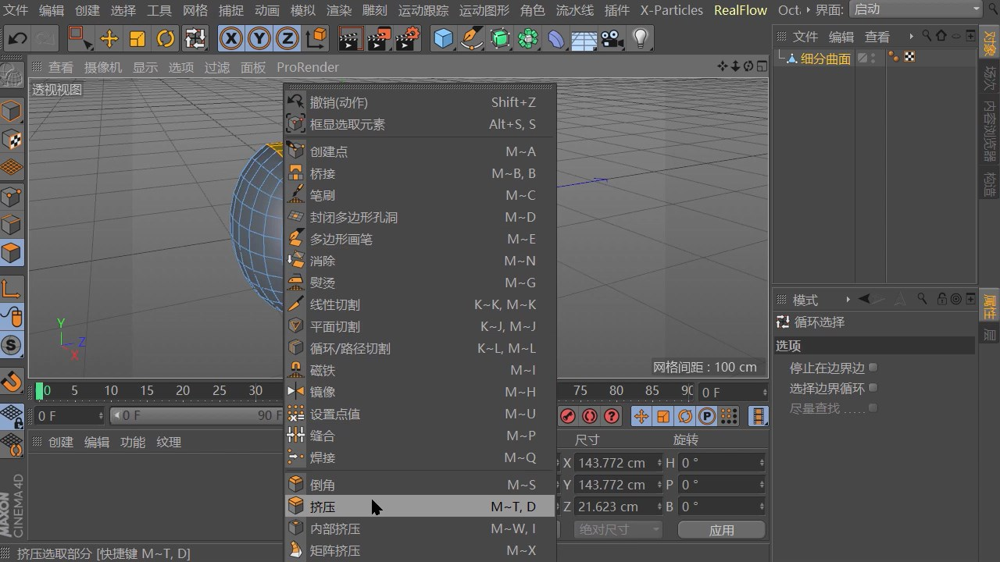 文件 编辑 创建 选择 工具 网格 捕捉 动画 模拟 渲染 雕刻 运动跟踪 运动图形 角色 流水线 插件 X-Particles RealFlow Oct 界面: 启动
文件 编辑 查看
对象
场次
内容浏览器
构造
细分曲面
查看 摄像机 显示 选项 过滤 面板 ProRender
透视视图
撤销(动作) Shift+Z
框显选取元素 Alt+S, S
创建点 M~A
桥接 M~B, B
笔刷 M~C
封闭多边形孔洞 M~D
多边形画笔 M~E
消除 M~N
熨烫 M~G
线性切割 K~K, M~K
平面切割 K~J, M~J
循环/路径切割 K~L, M~L
磁铁 M~I
镜像 M~H
设置点值 M~U
缝合 M~P
焊接 M~Q
倒角 M~S
挤压 M~T, D
内部挤压 M~W, I
矩阵挤压 M~X
Y
Z
X
网格间距 : 100 cm
模式
属性
层
循环选择
选项
停止在边界边
选择边界循环
尽量查找 .....
0 5 10 15 20 25 30 75 80 85 90 0 F
0 F 0 F 90 F
创建 编辑 功能 纹理
尺寸 旋转
X 143.772 cm H 0 °
Y 143.772 cm P 0 °
Z 21.623 cm B 0 °
绝对尺寸 应用
MAXON
CINEMA 4D
挤压选取部分 [快捷键 M~T, D]